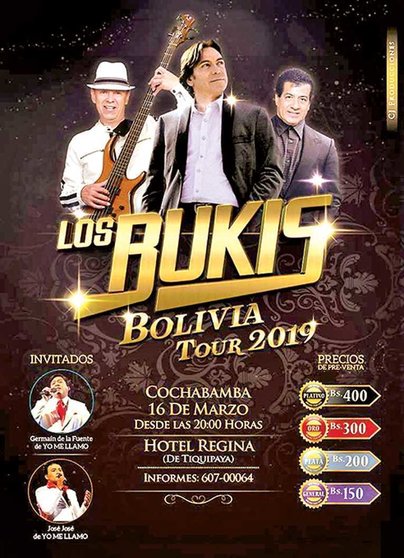 CJ PRODUCCIONES
LOS BUKIS
BOLIVIA
TOUR 2019
INVITADOS
Germaín de la Fuente
de YO ME LLAMO
José José
de YO ME LLAMO
COCHABAMBA
16 DE MARZO
DESDE LAS 20:00 HORAS
HOTEL REGINA
(DE TIQUIPAYA)
INFORMES: 607-00064
PRECIOS
DE PRE-VENTA
PLATINO Bs. 400
ORO Bs. 300
PLATA Bs. 200
GENERAL Bs. 150